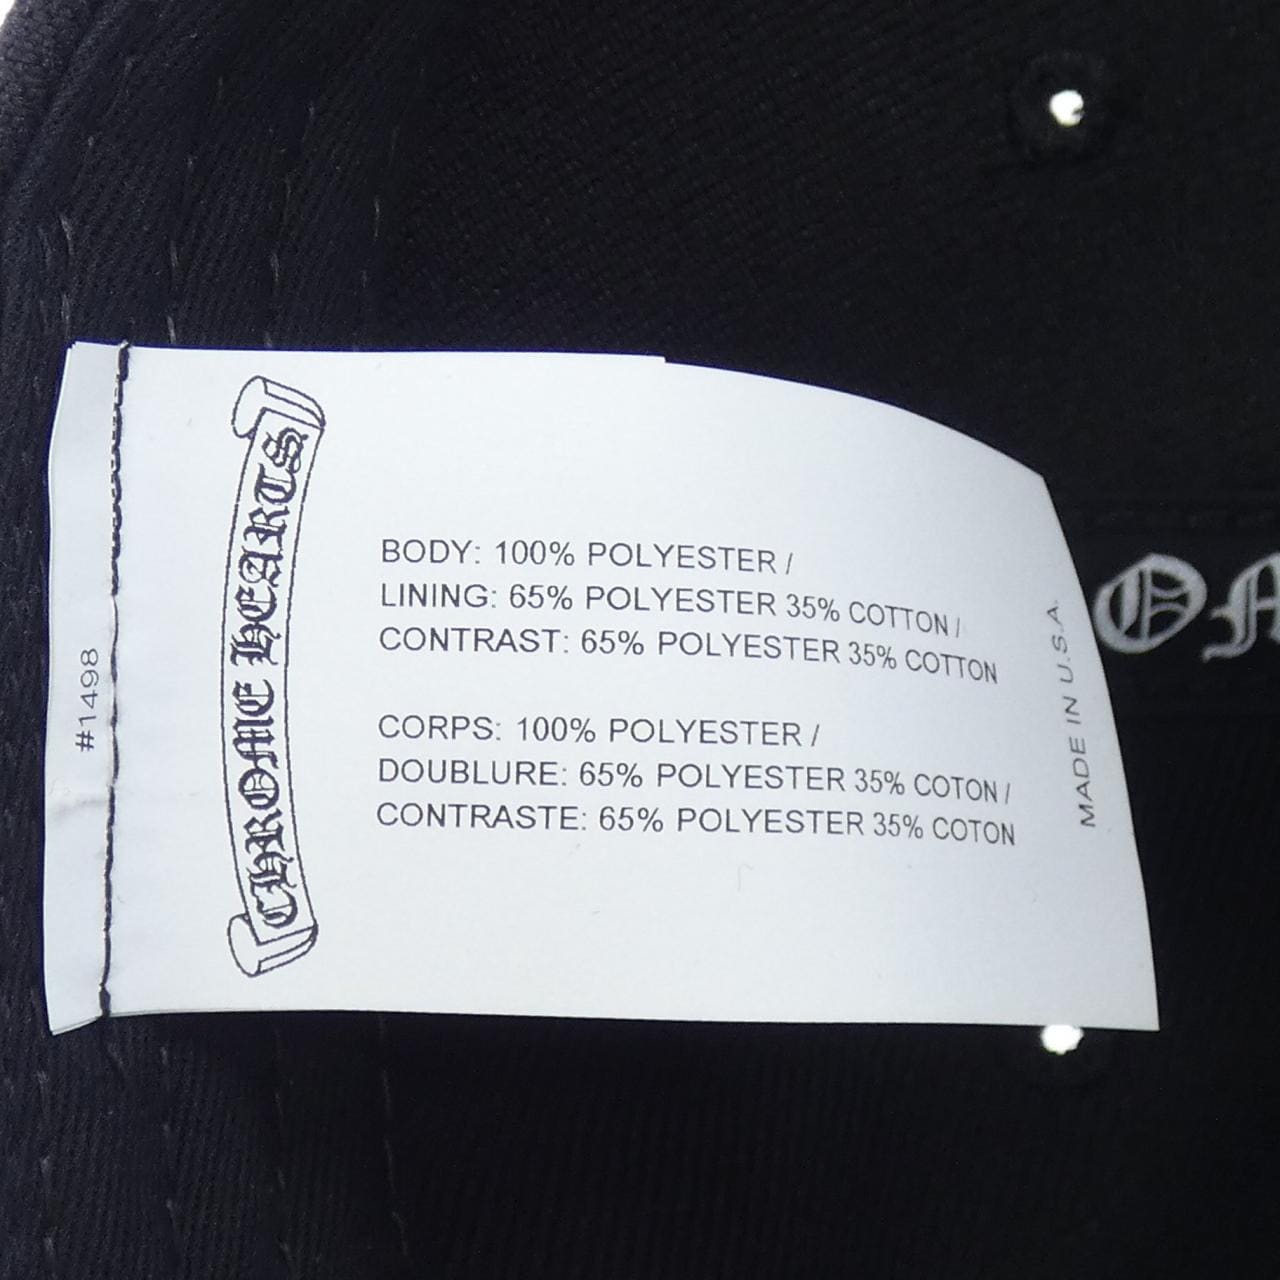 CHROME HEARTS
#1498
BODY: 100% POLYESTER /
LINING: 65% POLYESTER 35% COTTON /
CONTRAST: 65% POLYESTER 35% COTTON
CORPS: 100% POLYESTER /
DOUBLURE: 65% POLYESTER 35% COTON /
CONTRASTE: 65% POLYESTER 35% COTON
MADE IN U.S.A.
OM